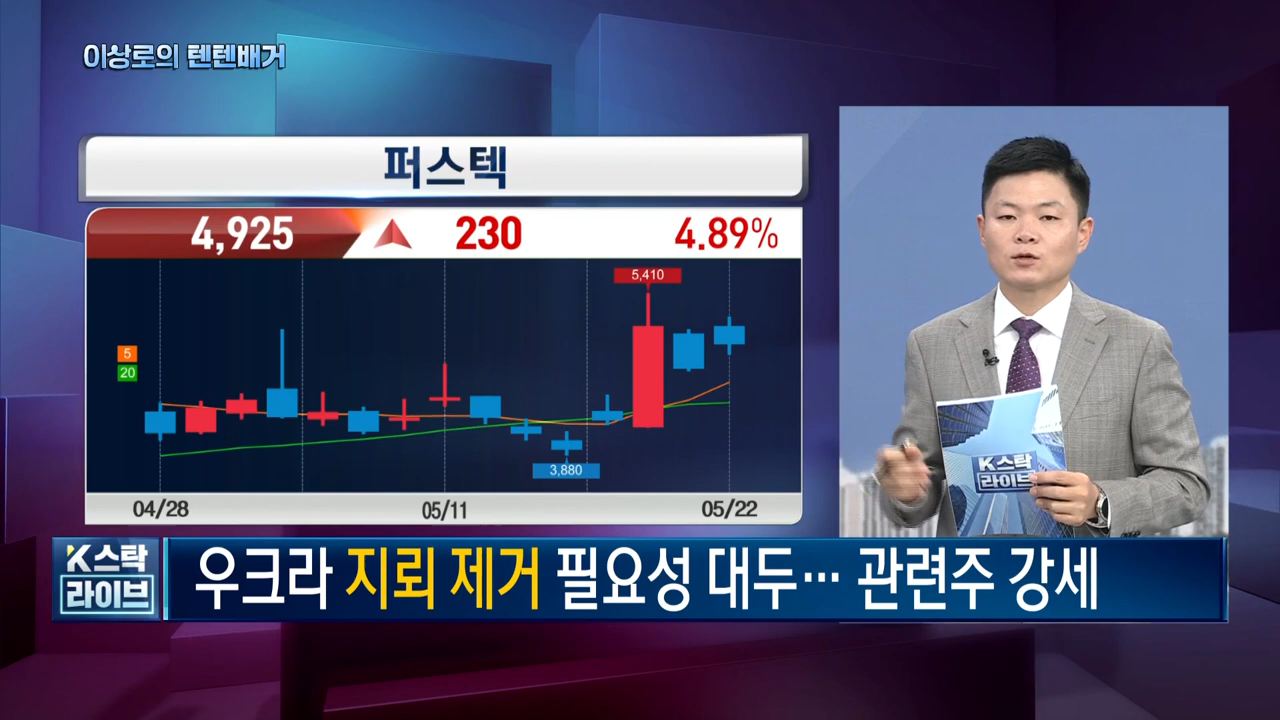 이상로의 텐텐배거
퍼스텍
4,925 230 4.89%
5,410
5
20
3,880
04/28 05/11 05/22
K스탁
라이브
K스탁
라이브
우크라 지뢰 제거 필요성 대두… 관련주 강세